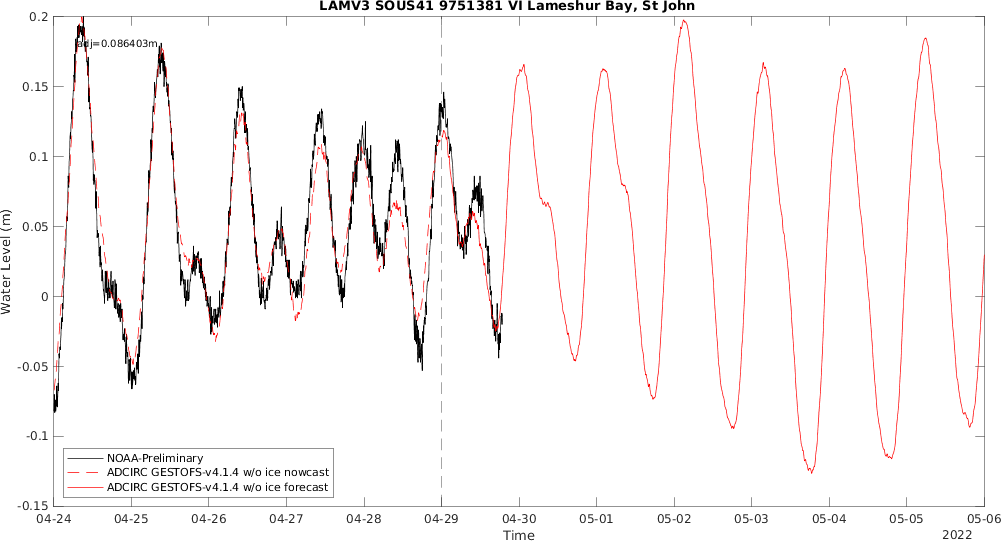 LAMV3 SOUS41 9751381 VI Lameshur Bay, St John
adj=0.086403m
Water Level (m)
0.2
0.15
0.1
0.05
0
-0.05
-0.1
-0.15
NOAA-Preliminary
ADCIRC GESTOFS-v4.1.4 w/o ice nowcast
ADCIRC GESTOFS-v4.1.4 w/o ice forecast
04-24 04-25 04-26 04-27 04-28 04-29 04-30 05-01 05-02 05-03 05-04 05-05 05-06
Time
2022